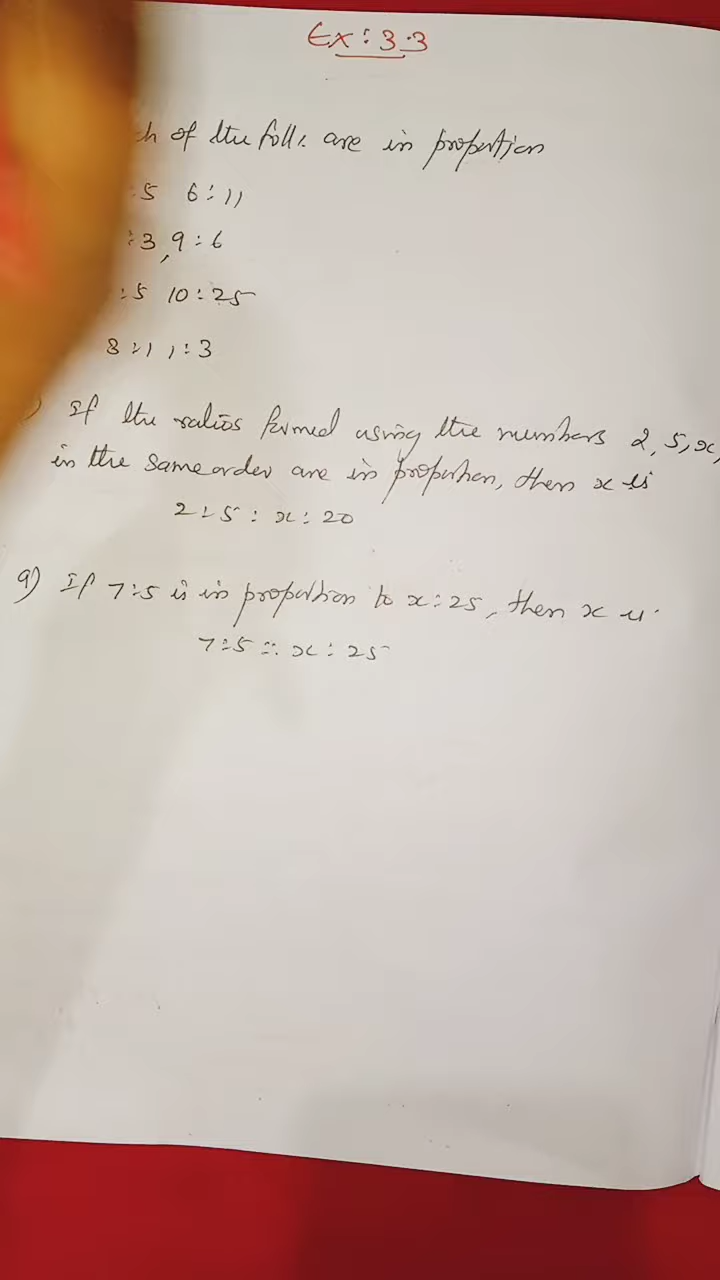 Ex: 3.3
of the foll: are in proportion
:5 6:11
:3, 9:6
:5 10:25
8:1 1:3
) If the ratios formed using the numbers 2, 5, x,
in the same order are in proportion, then x is
2:5 : x:20
9) If 7:5 is in proportion to x:25, then x is.
7:5 :: x:25